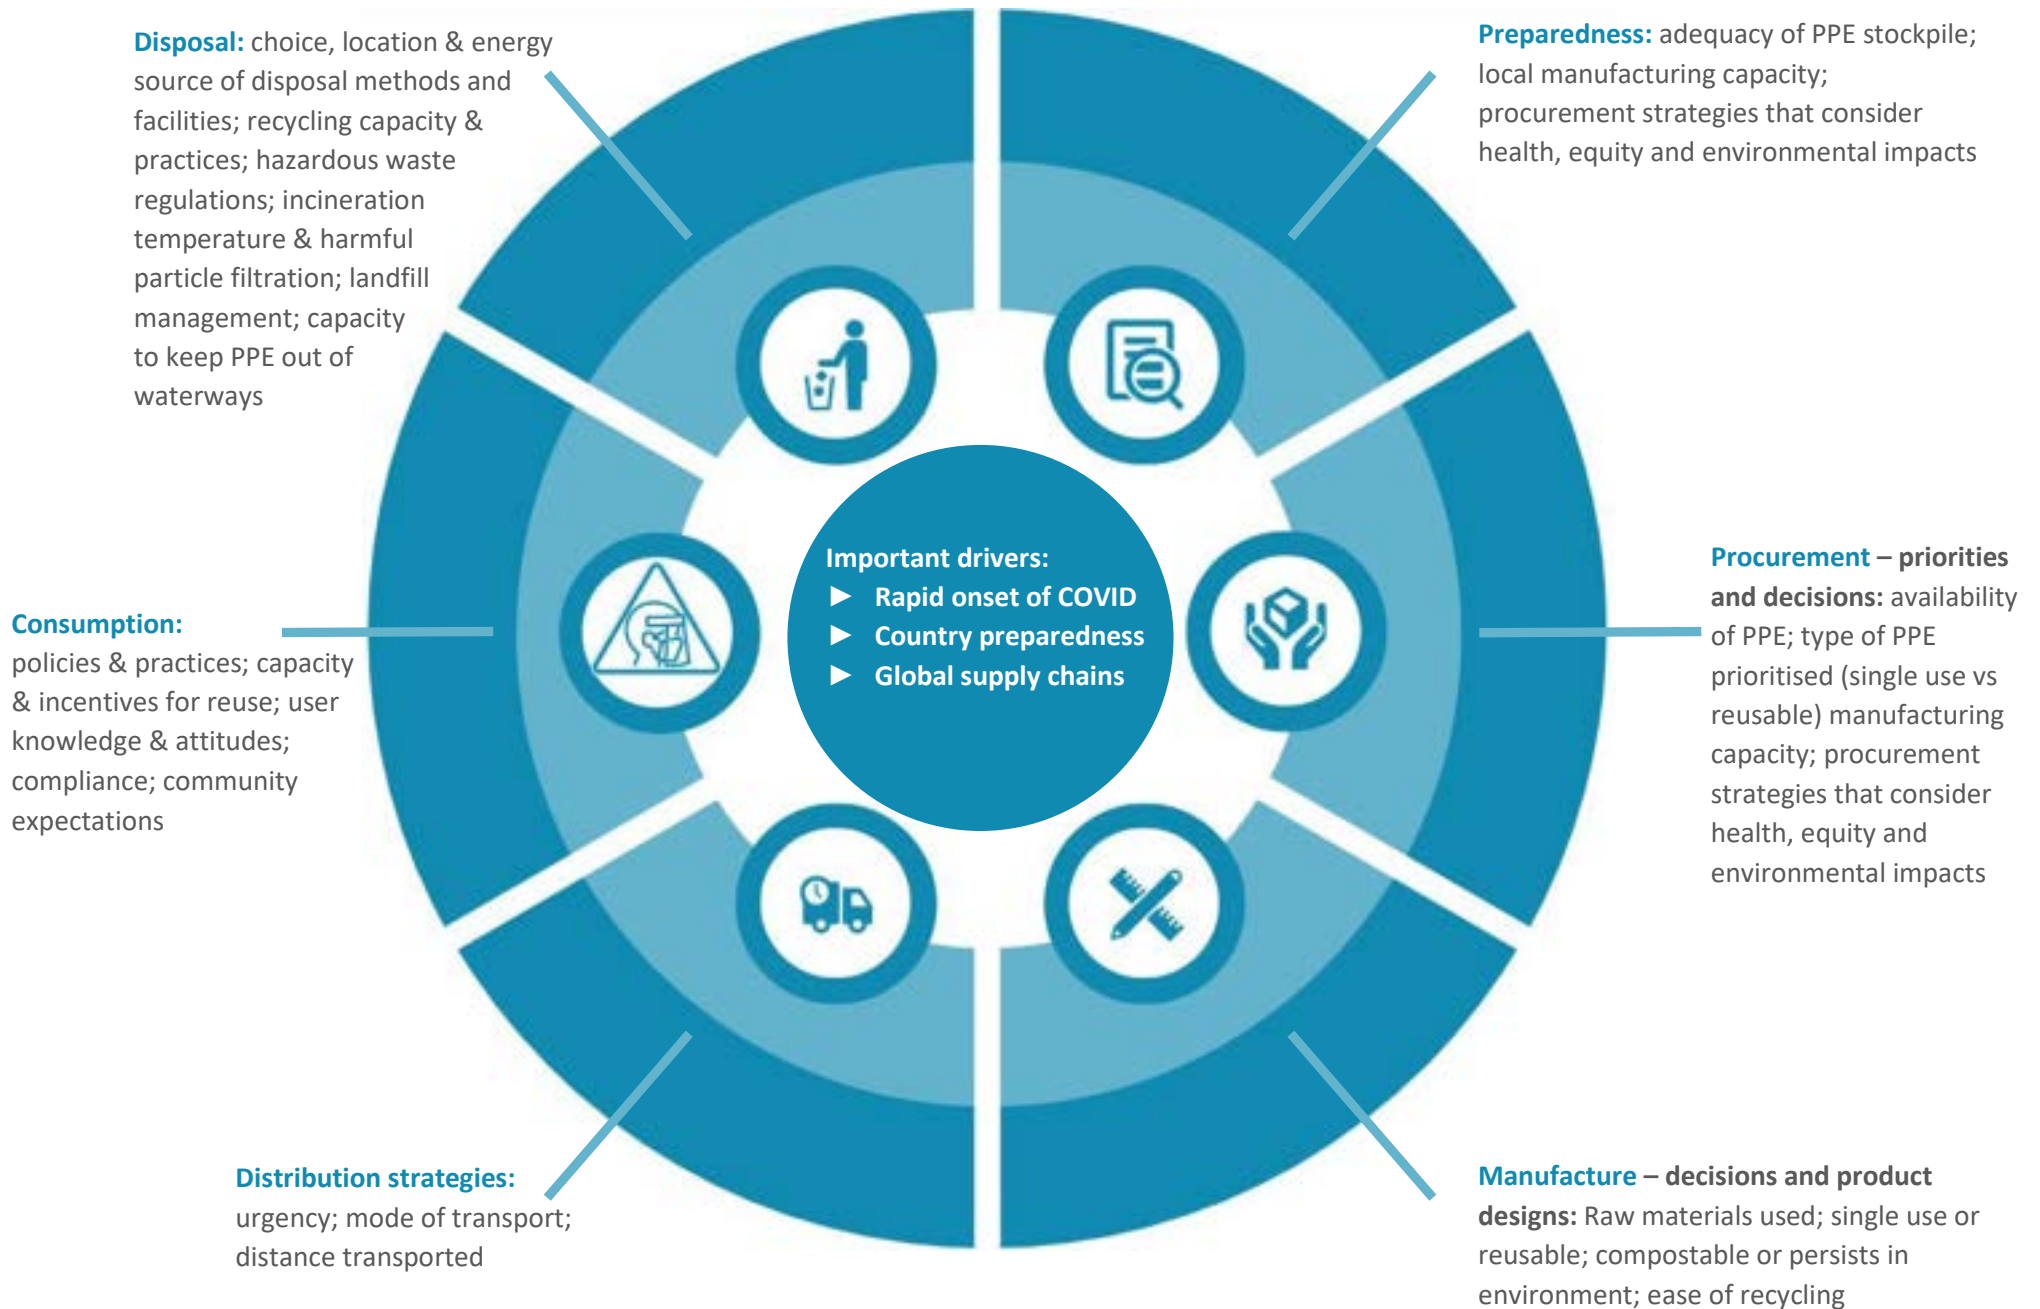 Disposal: choice, location & energy
source of disposal methods and
facilities; recycling capacity &
practices; hazardous waste
regulations; incineration
temperature & harmful
particle filtration; landfill
management; capacity
to keep PPE out of
waterways
Preparedness: adequacy of PPE stockpile;
local manufacturing capacity;
procurement strategies that consider
health, equity and environmental impacts
Important drivers:
► Rapid onset of COVID
► Country preparedness
► Global supply chains
Procurement – priorities
and decisions: availability
of PPE; type of PPE
prioritised (single use vs
reusable) manufacturing
capacity; procurement
strategies that consider
health, equity and
environmental impacts
Consumption:
policies & practices; capacity
& incentives for reuse; user
knowledge & attitudes;
compliance; community
expectations
Distribution strategies:
urgency; mode of transport;
distance transported
Manufacture – decisions and product
designs: Raw materials used; single use or
reusable; compostable or persists in
environment; ease of recycling